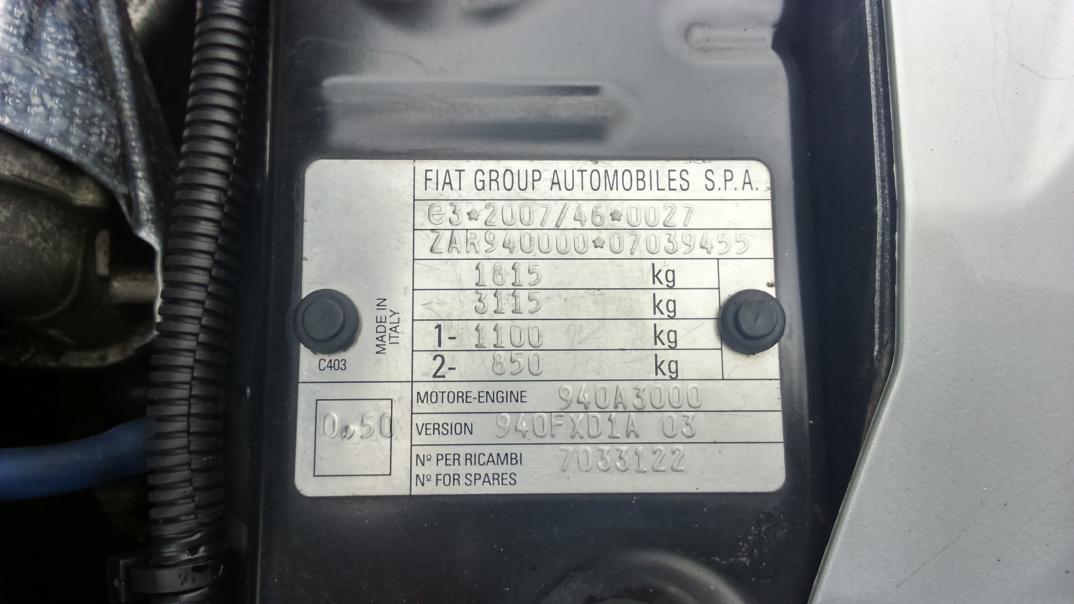 FIAT GROUP AUTOMOBILES S.P.A.
e3*2007/46*0027
ZAR940000*07039455
1815 kg
3115 kg
1- 1100 kg
2- 850 kg
MADE IN
ITALY
C403
MOTORE-ENGINE 940A3000
0,50
VERSION 940FXD1A 03
Nº PER RICAMBI 7033122
Nº FOR SPARES